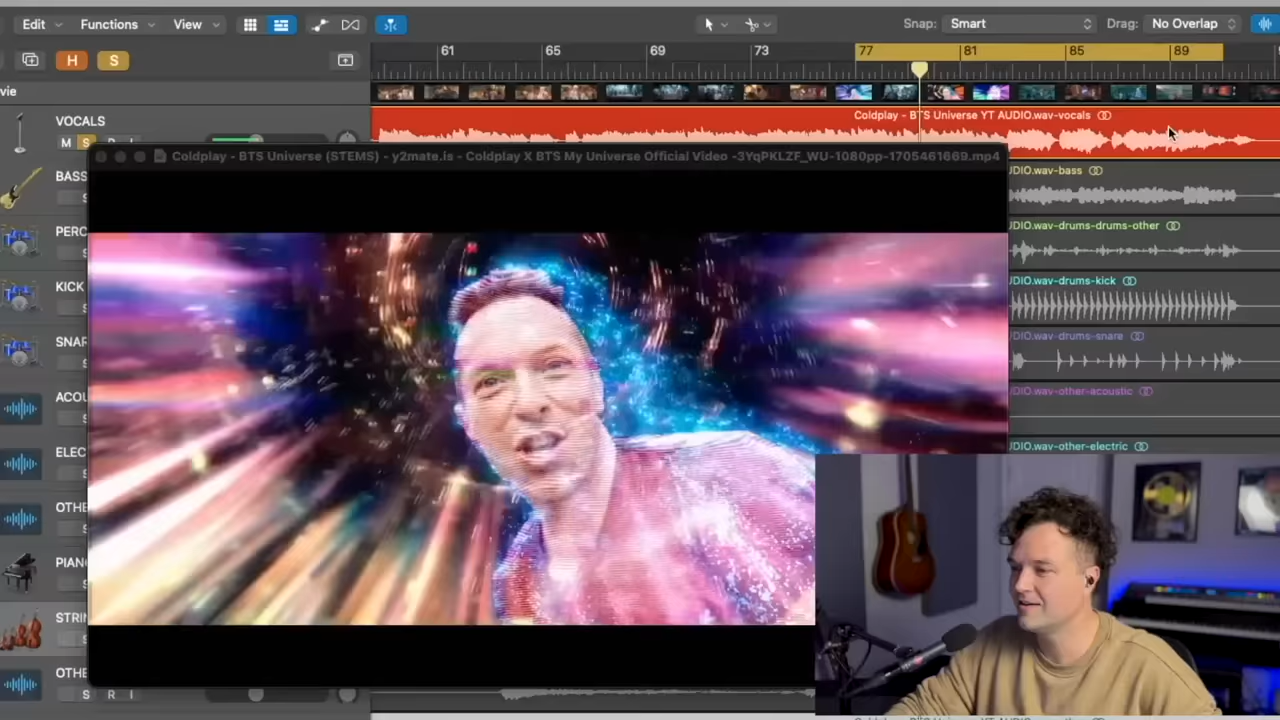 Edit Functions View Snap: Smart Drag: No Overlap
H S 61 65 69 73 77 81 85 89
vie
VOCALS Coldplay - BTS Universe YT AUDIO.wav-vocals
M S R I
Coldplay - BTS Universe (STEMS) - y2mate.is - Coldplay X BTS My Universe Official Video -3YqPKLZF_WU-1080pp-1705461669.mp4
BASS UDIO.wav-bass
S
PERC UDIO.wav-drums-drums-other
S
KICK UDIO.wav-drums-kick
S
SNAR UDIO.wav-drums-snare
S
ACOU UDIO.wav-other-acoustic
S
ELEC UDIO.wav-other-electric
S
OTHE
S
PIAN
S
STRIN
S
OTHE
S R I